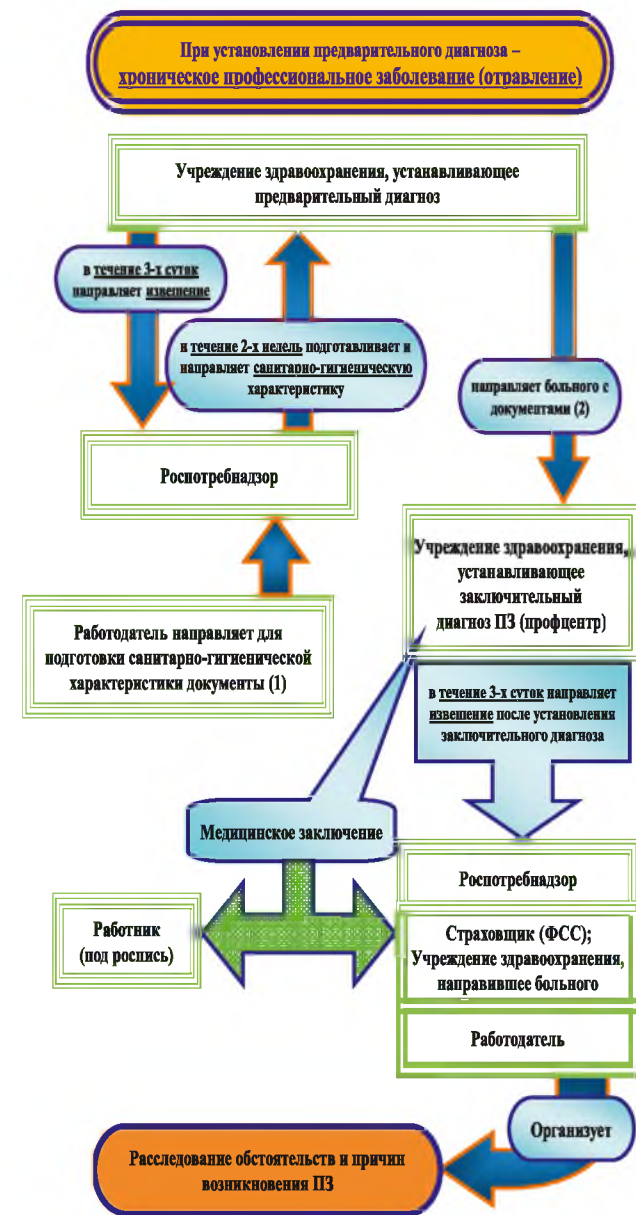 При установлении предварительного диагноза –
хроническое профессиональное заболевание (отравление)
Учреждение здравоохранения, устанавливающее
предварительный диагноз
в течение 3-х суток
направляет извещение
в течение 2-х недель подготавливает и
направляет санитарно-гигиеническую
характеристику
направляет больного с
документами (2)
Роспотребнадзор
Учреждение здравоохранения,
устанавливающее
заключительный
диагноз ПЗ (профцентр)
Работодатель направляет для
подготовки санитарно-гигиенической
характеристики документы (1)
в течение 3-х суток направляет
извещение после установления
заключительного диагноза
Медицинское заключение
Роспотребнадзор
Работник
(под роспись)
Страховщик (ФСС);
Учреждение здравоохранения,
направившее больного
Работодатель
Организует
Расследование обстоятельств и причин
возникновения ПЗ